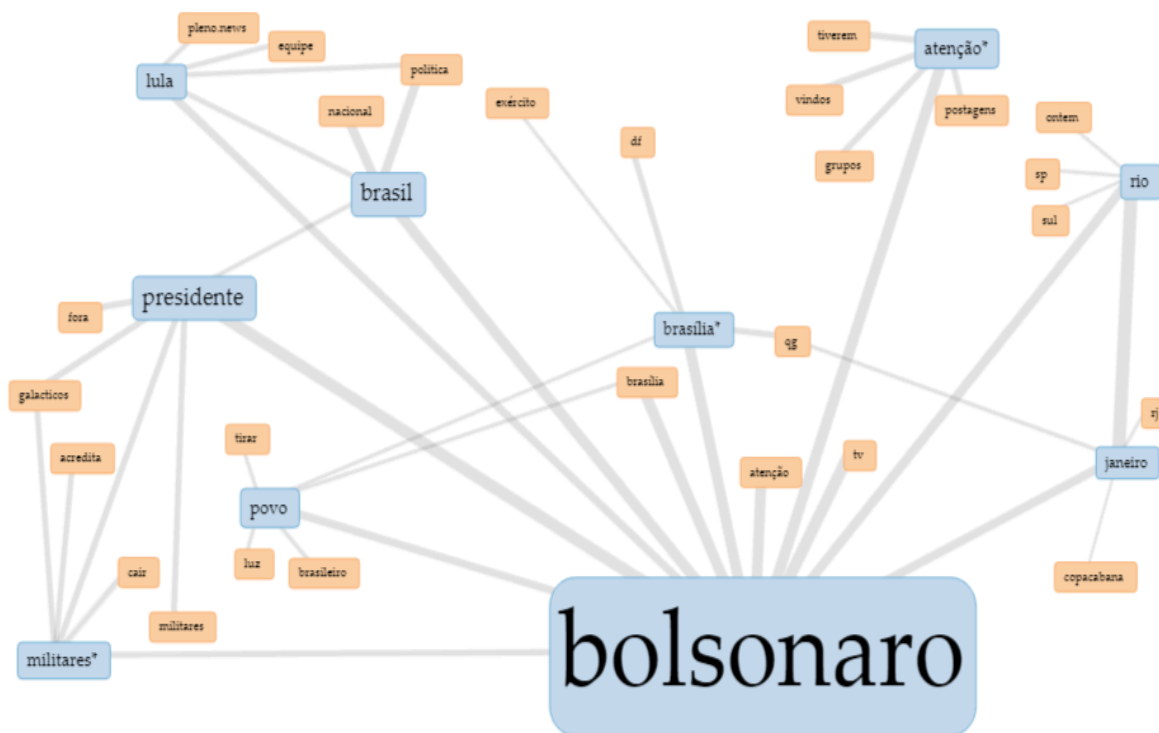 pleno.news
equipe
tiverem
atenção*
lula
política
nacional
exército
vindos
postagens
ontem
df
grupos
sp
rio
brasil
sul
presidente
fora
brasília*
qg
brasília
galacticos
rj
tirar
acredita
atenção
tv
janeiro
povo
luz
brasileiro
cair
copacabana
militares
militares*
bolsonaro